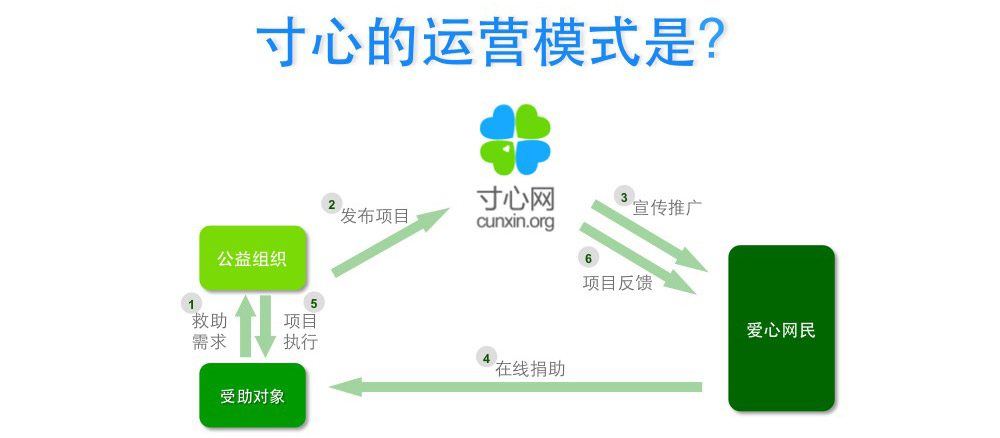 寸心的运营模式是?
寸心网
cunxin.org
2
发布项目
3
宣传推广
6
项目反馈
公益组织
1
救助
需求
5
项目
执行
爱心网民
4
在线捐助
受助对象